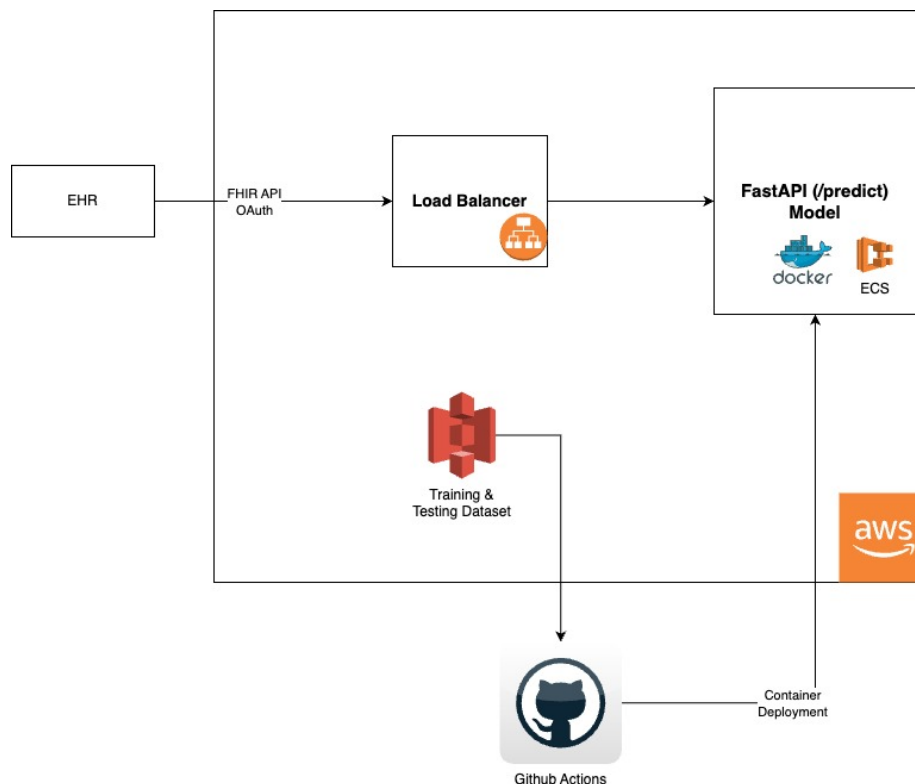 EHR
FHIR API
OAuth
Load Balancer
FastAPI (/predict)
Model
docker
ECS
Training &
Testing Dataset
aws
Container
Deployment
Github Actions